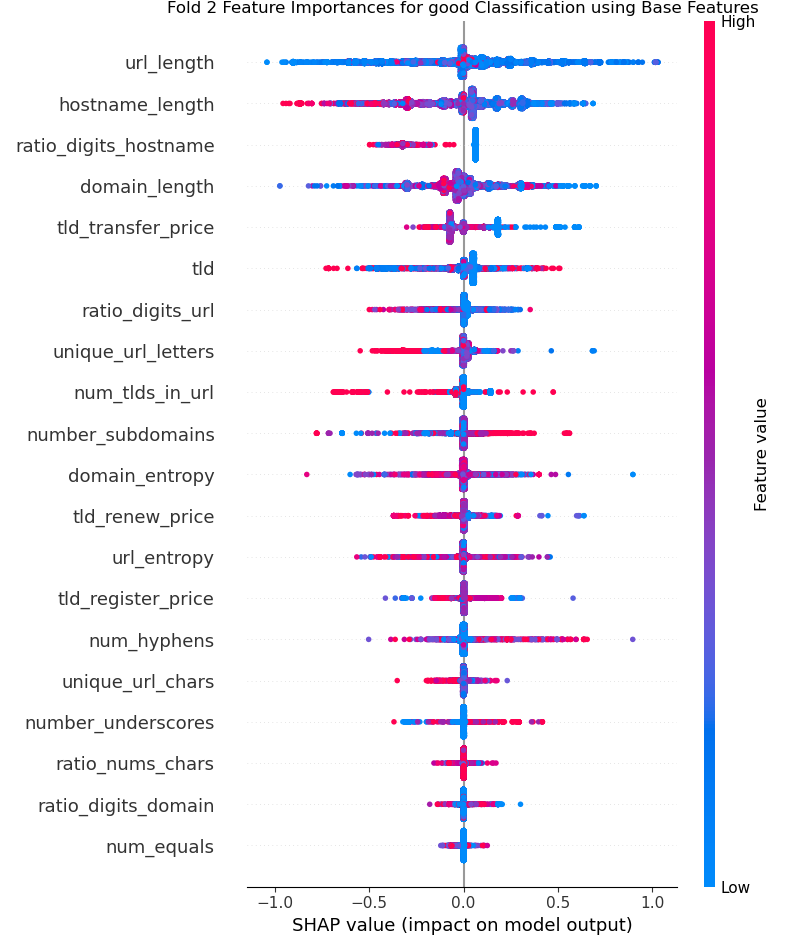 Fold 2 Feature Importances for good Classification using Base Features
High
url_length
hostname_length
ratio_digits_hostname
domain_length
tld_transfer_price
tld
ratio_digits_url
unique_url_letters
num_tlds_in_url
number_subdomains
domain_entropy
tld_renew_price
url_entropy
tld_register_price
num_hyphens
unique_url_chars
number_underscores
ratio_nums_chars
ratio_digits_domain
num_equals
Feature value
Low
−1.0 −0.5 0.0 0.5 1.0
SHAP value (impact on model output)